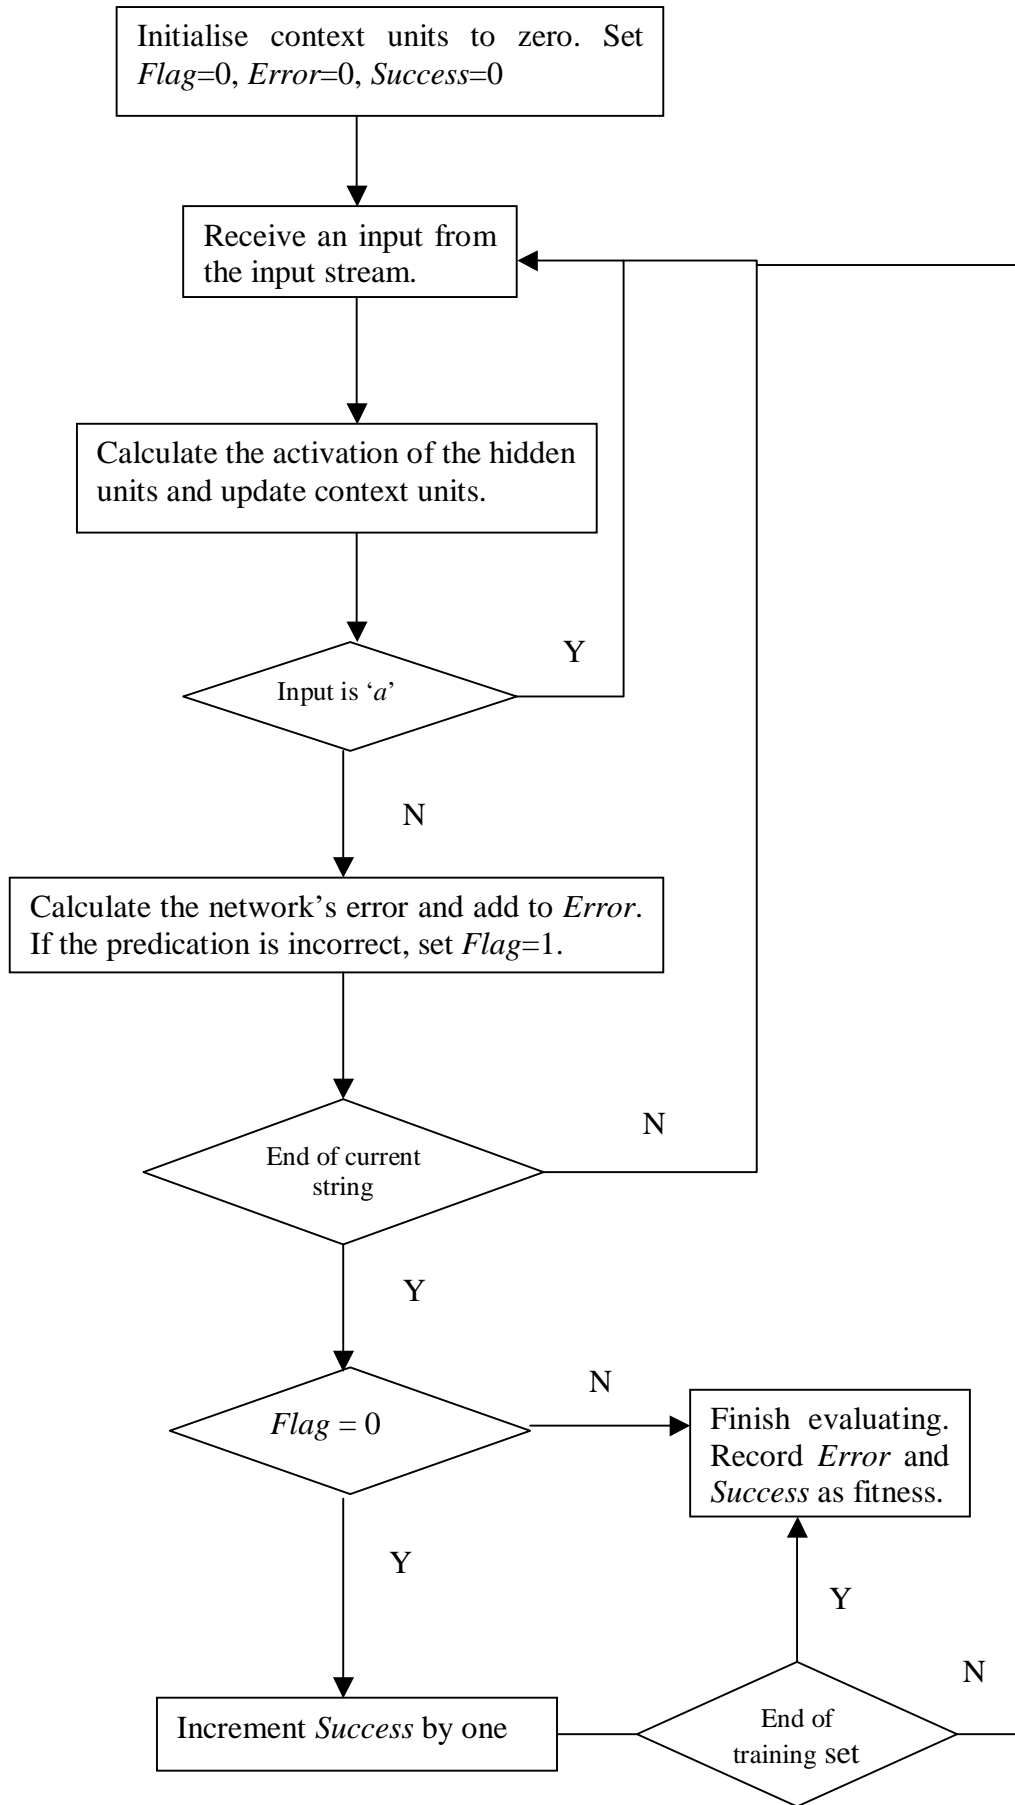 Initialise context units to zero. Set
Flag=0, Error=0, Success=0
Receive an input from
the input stream.
Calculate the activation of the hidden
units and update context units.
Y
Input is ‘a’
N
Calculate the network’s error and add to Error.
If the predication is incorrect, set Flag=1.
N
End of current
string
Y
N
Flag = 0
Finish evaluating.
Record Error and
Success as fitness.
Y
Y
N
Increment Success by one
End of
training set